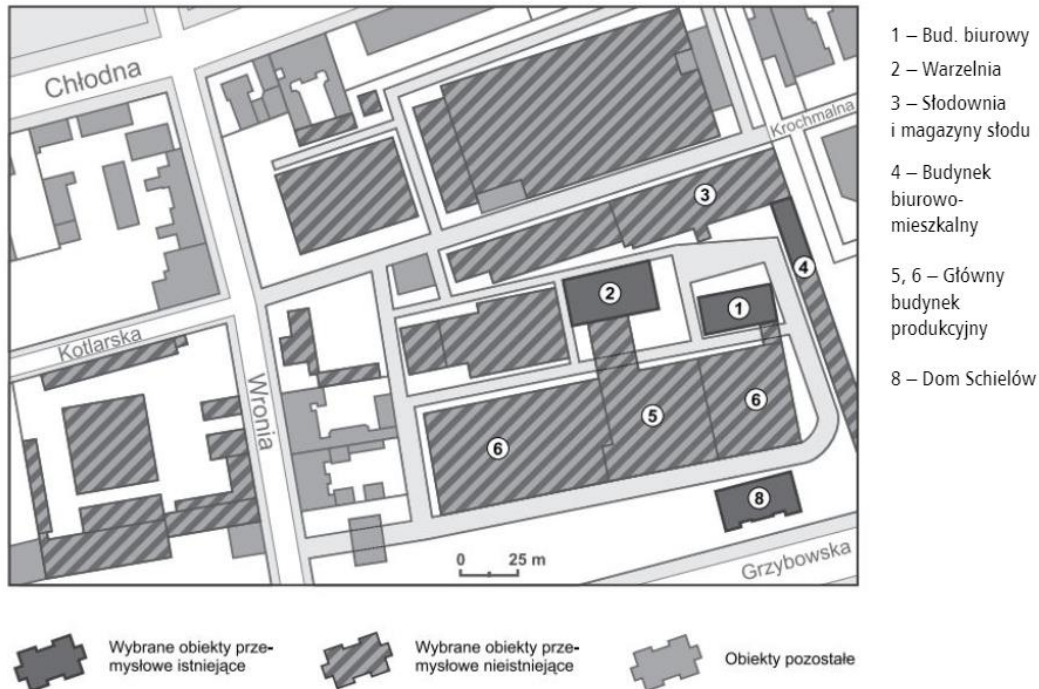 Chłodna
Krochmalna
Kotlarska
Wronia
Grzybowska
3
4
2
1
6
5
6
8
0 25 m
1 – Bud. biurowy
2 – Warzelnia
3 – Słodownia
i magazyny słodu
4 – Budynek
biurowo-
mieszkalny
5, 6 – Główny
budynek
produkcyjny
8 – Dom Schielów
Wybrane obiekty prze-
mysłowe istniejące
Wybrane obiekty prze-
mysłowe nieistniejące
Obiekty pozostałe